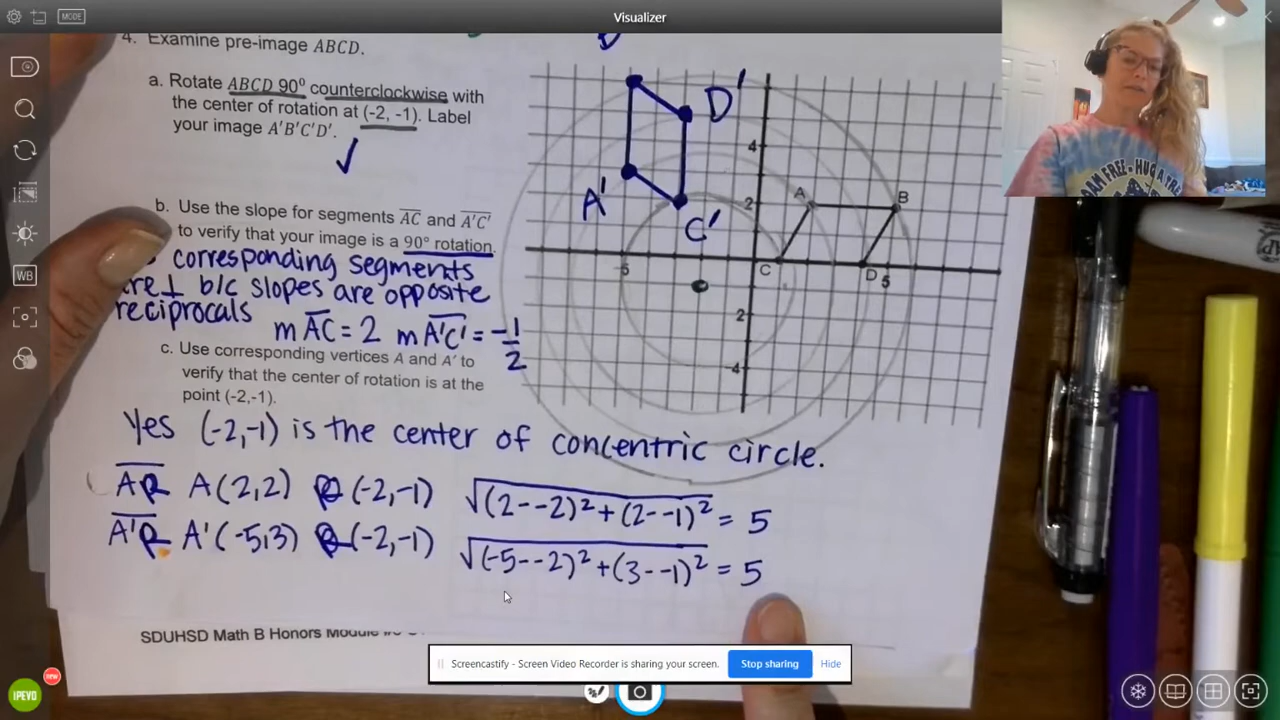 Visualizer
MODE
4. Examine pre-image ABCD.
a. Rotate ABCD 90° counterclockwise with
the center of rotation at (-2, -1). Label
your image A'B'C'D'.
✓
b. Use the slope for segments AC and A'C'
to verify that your image is a 90° rotation.
corresponding segments
are ⊥ b/c slopes are opposite
reciprocals
m AC = 2 m A'C' = -1/2
c. Use corresponding vertices A and A' to
verify that the center of rotation is at the
point (-2,-1).
Yes (-2,-1) is the center of concentric circle.
A(2,2) (-2,-1) √(2--2)² + (2--1)² = 5
A'(-5,3) (-2,-1) √(-5--2)² + (3--1)² = 5
D'
A'
C'
4
2
A
B
-5
C
D
5
2
-4
SDUHSD Math B Honors Module
Screencastify - Screen Video Recorder is sharing your screen.
Stop sharing
Hide
WB
new
IPEVO